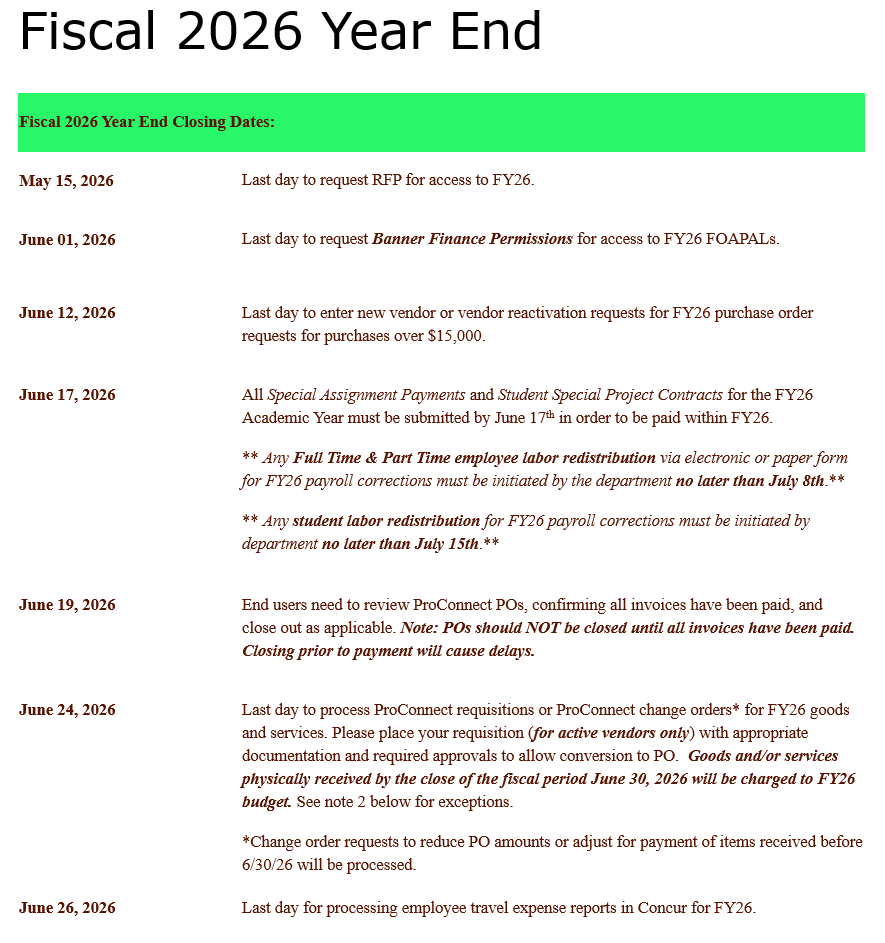 Fiscal 2026 Year End
Fiscal 2026 Year End Closing Dates:
May 15, 2026 Last day to request RFP for access to FY26.
June 01, 2026 Last day to request Banner Finance Permissions for access to FY26 FOAPALs.
June 12, 2026 Last day to enter new vendor or vendor reactivation requests for FY26 purchase order
requests for purchases over $15,000.
June 17, 2026 All Special Assignment Payments and Student Special Project Contracts for the FY26
Academic Year must be submitted by June 17th in order to be paid within FY26.
** Any Full Time & Part Time employee labor redistribution via electronic or paper form
for FY26 payroll corrections must be initiated by the department no later than July 8th.**
** Any student labor redistribution for FY26 payroll corrections must be initiated by
department no later than July 15th.**
June 19, 2026 End users need to review ProConnect POs, confirming all invoices have been paid, and
close out as applicable. Note: POs should NOT be closed until all invoices have been paid.
Closing prior to payment will cause delays.
June 24, 2026 Last day to process ProConnect requisitions or ProConnect change orders* for FY26 goods
and services. Please place your requisition (for active vendors only) with appropriate
documentation and required approvals to allow conversion to PO. Goods and/or services
physically received by the close of the fiscal period June 30, 2026 will be charged to FY26
budget. See note 2 below for exceptions.
*Change order requests to reduce PO amounts or adjust for payment of items received before
6/30/26 will be processed.
June 26, 2026 Last day for processing employee travel expense reports in Concur for FY26.